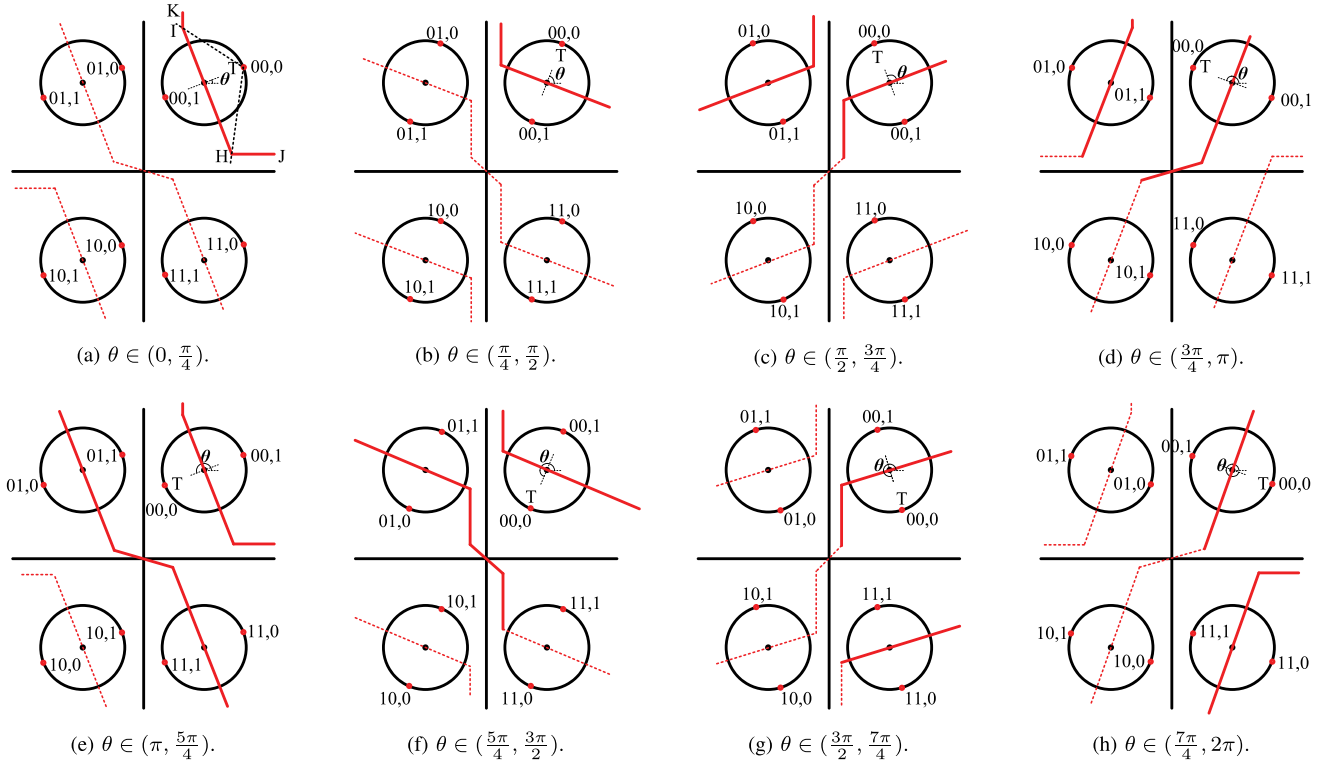 K
r
01,0
T 00,0
θ
01,1
00,1
H
J
10,0
11,0
10,1
11,1
(a) θ ∈ (0, π/4).
01,0
00,0
T
θ
01,1
00,1
10,0
11,0
10,1
11,1
(b) θ ∈ (π/4, π/2).
01,0
00,0
T
θ
01,1
00,1
10,0
11,0
10,1
11,1
(c) θ ∈ (π/2, 3π/4).
00,0
01,0
T
θ
01,1
00,1
11,0
10,0
10,1
11,1
(d) θ ∈ (3π/4, π).
θ
01,1
00,1
01,0
T
00,0
10,1
11,0
10,0
11,1
(e) θ ∈ (π, 5π/4).
01,1
00,1
θ
T
01,0
00,0
10,1
11,1
10,0
11,0
(f) θ ∈ (5π/4, 3π/2).
01,1
00,1
θ
T
01,0
00,0
10,1
11,1
10,0
11,0
(g) θ ∈ (3π/2, 7π/4).
00,1
01,1
θ
01,0
T 00,0
10,1
11,1
10,0
11,0
(h) θ ∈ (7π/4, 2π).